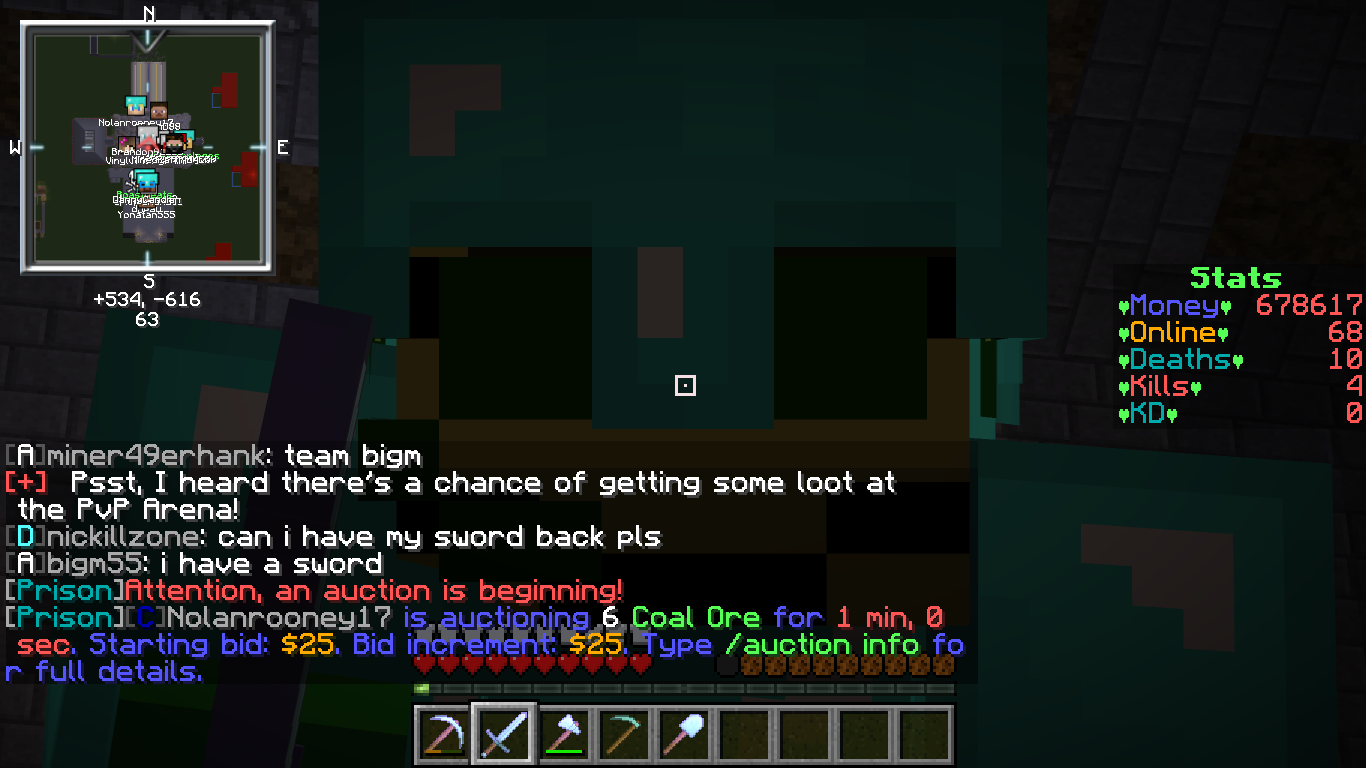 N
W
E
Nolanrooney17
Yonatan555
S
+534, -616
63
Stats
♥Money♥ 678617
♥Online♥ 68
♥Deaths♥ 10
♥Kills♥ 4
♥KD♥ 0
[A]miner49erhank: team bigm
[+] Psst, I heard there's a chance of getting some loot at
the PvP Arena!
[D]nickillzone: can i have my sword back pls
[A]bigm55: i have a sword
[Prison]Attention, an auction is beginning!
[Prison][C]Nolanrooney17 is auctioning 6 Coal Ore for 1 min, 0
sec. Starting bid: $25. Bid increment: $25. Type /auction info fo
r full details.